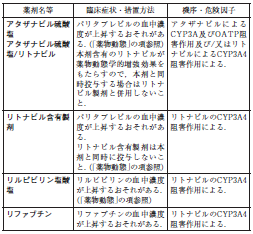 薬剤名等 臨床症状・措置方法 機序・危険因子
アタザナビル硫酸塩
アタザナビル硫酸塩/リトナビル
パリタプレビルの血中濃度が上昇するおそれがある.(「薬物動態」の項参照)
本剤含有のリトナビルが薬物動態学的増強効果をもたらすので,本剤と同時投与する場合はリトナビル製剤と併用しないこと.
アタザナビルによるCYP3A及びOATP阻害作用及び/又はリトナビルによるCYP3A4阻害作用による.
リトナビル含有製剤
パリタプレビルの血中濃度が上昇するおそれがある.
リトナビル含有製剤は本剤と同時に投与しないこと.(「薬物動態」の項参照)
リトナビルのCYP3A4阻害作用による.
リルピビリン塩酸塩
リルピビリンの血中濃度が上昇するおそれがある.(「薬物動態」の項参照)
リトナビルのCYP3A4阻害作用による.
リファブチン
リファブチンの血中濃度が上昇するおそれがある.
リトナビルのCYP3A4阻害作用による.